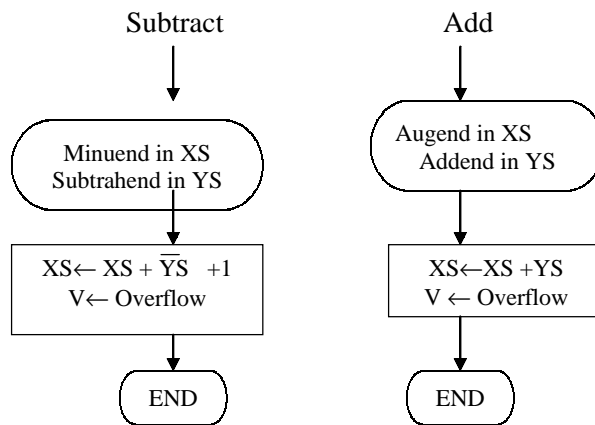 Subtract
Minuend in XS
Subtrahend in YS
XS← XS + Y̅S +1
V← Overflow
END
Add
Augend in XS
Addend in YS
XS←XS +YS
V ← Overflow
END